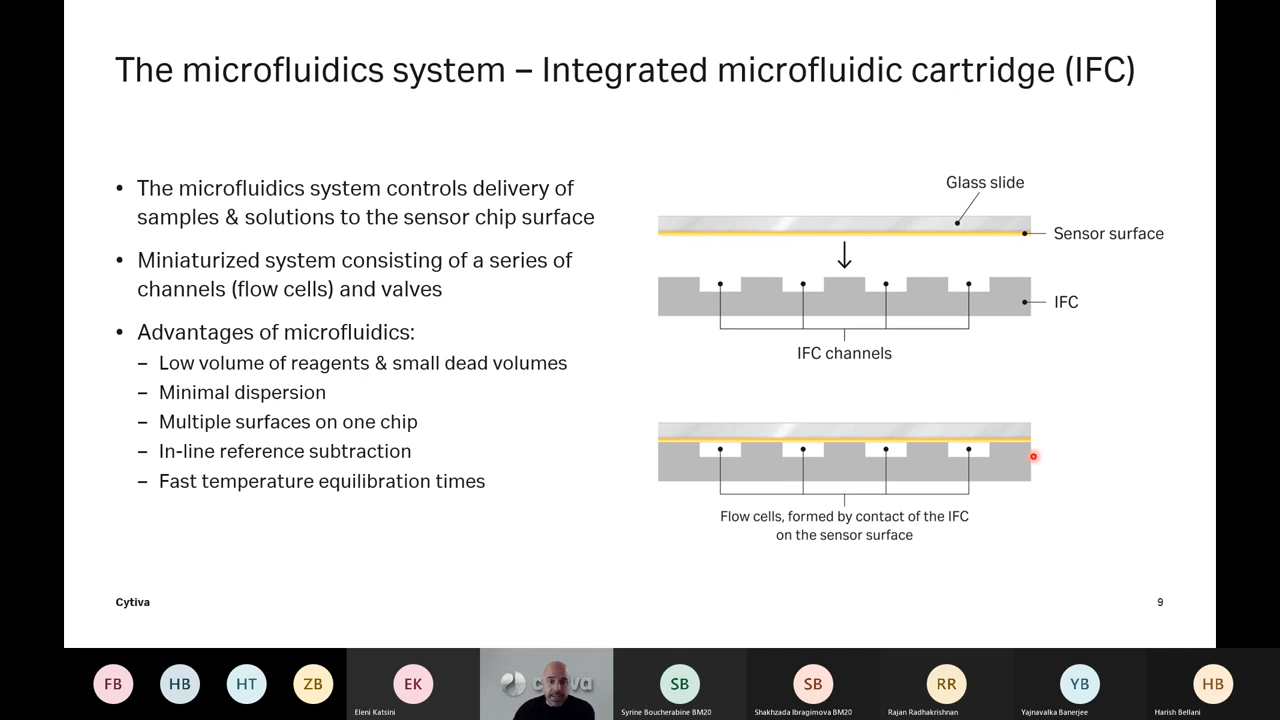 The microfluidics system – Integrated microfluidic cartridge (IFC)
• The microfluidics system controls delivery of
samples & solutions to the sensor chip surface
• Miniaturized system consisting of a series of
channels (flow cells) and valves
• Advantages of microfluidics:
– Low volume of reagents & small dead volumes
– Minimal dispersion
– Multiple surfaces on one chip
– In-line reference subtraction
– Fast temperature equilibration times
Glass slide
Sensor surface
IFC
IFC channels
Flow cells, formed by contact of the IFC
on the sensor surface
Cytiva
9
FB
HB
HT
ZB
EK
Eleni Katsini
SB
Syrine Boucherabine BM20
SB
Shakhzada Ibragimova BM20
RR
Rajan Radhakrishnan
YB
Yajnavalka Banerjee
HB
Harish Bellani